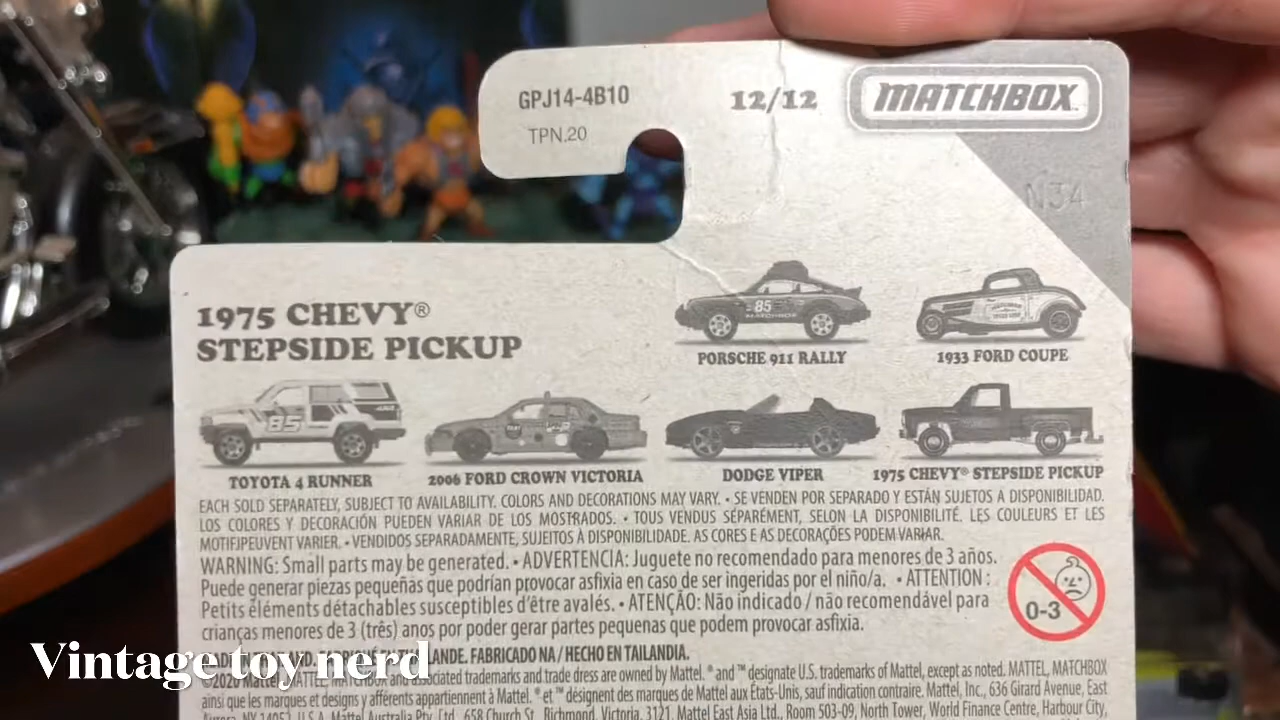 GPJ14-4B10
12/12
MATCHBOX
TPN.20
N34
1975 CHEVY®
STEPSIDE PICKUP
85
MATCHBOX
PORSCHE 911 RALLY
1933 FORD COUPE
85
TOYOTA 4 RUNNER
2006 FORD CROWN VICTORIA
DODGE VIPER
1975 CHEVY® STEPSIDE PICKUP
EACH SOLD SEPARATELY, SUBJECT TO AVAILABILITY. COLORS AND DECORATIONS MAY VARY. • SE VENDEN POR SEPARADO Y ESTÁN SUJETOS A DISPONIBILIDAD.
LOS COLORES Y DECORACIÓN PUEDEN VARIAR DE LOS MOSTRADOS. • TOUS VENDUS SÉPARÉMENT, SELON LA DISPONIBILITÉ. LES COULEURS ET LES
PEUVENT VARIER. • VENDIDOS SEPARADAMENTE, SUJEITOS À DISPONIBILIDADE. AS CORES E AS DECORAÇÕES PODEM VARIAR.
WARNING: Small parts may be generated. • ADVERTENCIA: Juguete no recomendado para menores de 3 años.
Puede generar piezas pequeñas que podrían provocar asfixia en caso de ser ingeridas por el niño/a. • ATTENTION :
Petits éléments détachables susceptibles d'être avalés. • ATENÇÃO: Não indicado / não recomendável para
crianças menores de 3 (três) anos por poder gerar partes pequenas que podem provocar asfixia.
0-3
FABRICADO NA / HECHO EN TAILANDIA.
©2020 Mattel. MATTEL, MATCHBOX and associated trademarks and trade dress are owned by Mattel. ® and ™ designate U.S. trademarks of Mattel, except as noted. MATTEL, MATCHBOX
ainsi que les marques et designs y afférents appartiennent à Mattel. ® et ™ désignent des marques de Mattel aux États-Unis, sauf indication contraire. Mattel, Inc., 636 Girard Avenue, East
Aurora, NY 14052, U.S.A. Mattel Australia Pty. Ltd., 658 Church St., Richmond, Victoria, 3121. Mattel East Asia Ltd., Room 503-09, North Tower, World Finance Centre, Harbour City,
Vintage toy nerd